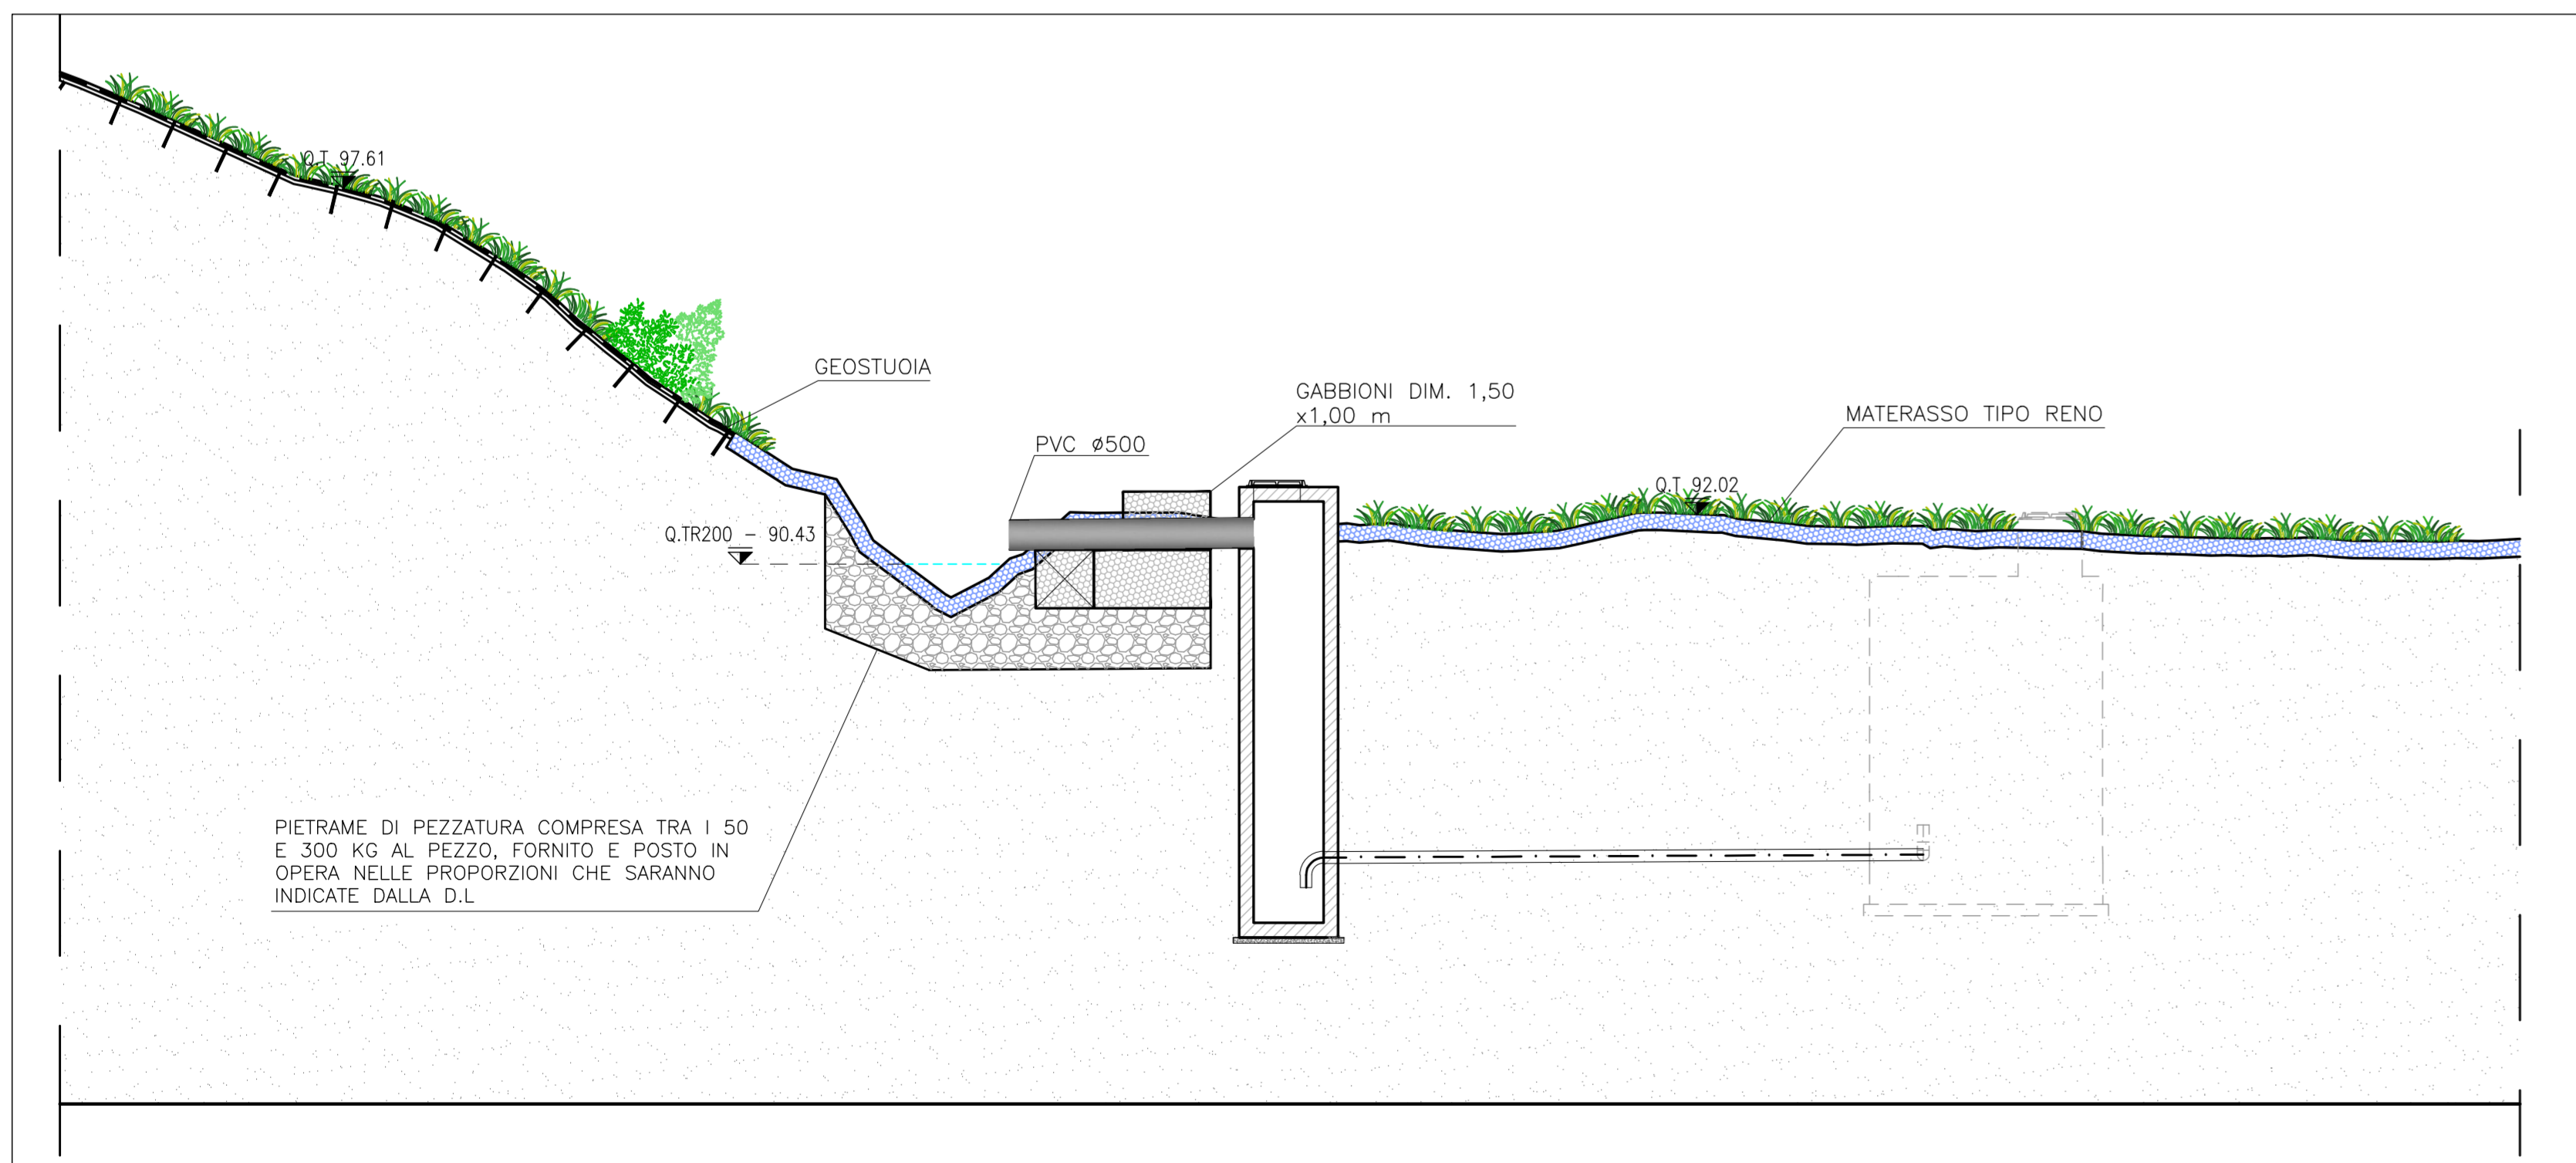 Q.T 97.61
GEOSTUOIA
GABBIONI DIM. 1,50
x1,00 m
MATERASSO TIPO RENO
PVC ø500
Q.T. 92.02
Q.TR200 - 90.43
PIETRAME DI PEZZATURA COMPRESA TRA I 50
E 300 KG AL PEZZO, FORNITO E POSTO IN
OPERA NELLE PROPORZIONI CHE SARANNO
INDICATE DALLA D.L